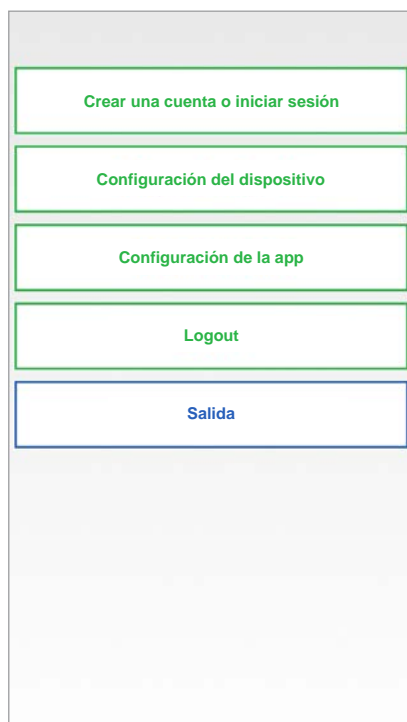 Crear una cuenta o iniciar sesión
Configuración del dispositivo
Configuración de la app
Logout
Salida